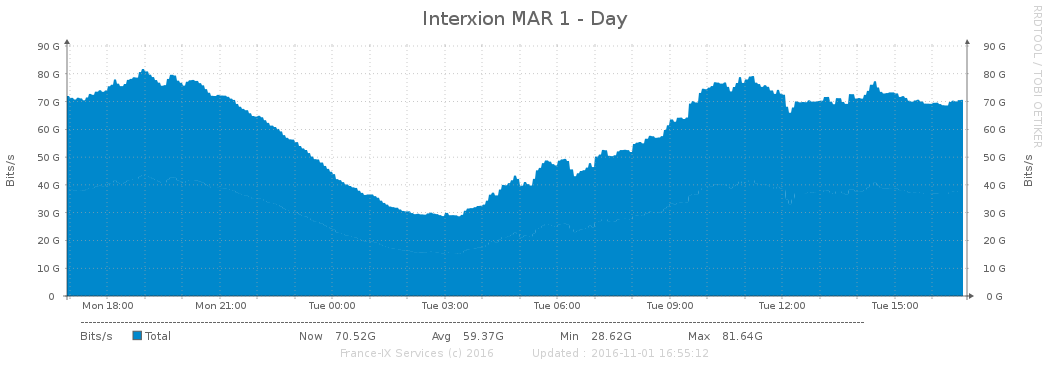 Interxion MAR 1 - Day
RRDTOOL / TOBI OETIKER
90 G 90 G
80 G 80 G
70 G 70 G
60 G 60 G
50 G 50 G
40 G 40 G
30 G 30 G
20 G 20 G
10 G 10 G
0 0 G
Bits/s
Bits/s
Mon 18:00 Mon 21:00 Tue 00:00 Tue 03:00 Tue 06:00 Tue 09:00 Tue 12:00 Tue 15:00
Bits/s Total Now 70.52G Avg 59.37G Min 28.62G Max 81.64G
France-IX Services (c) 2016 Updated : 2016-11-01 16:55:12